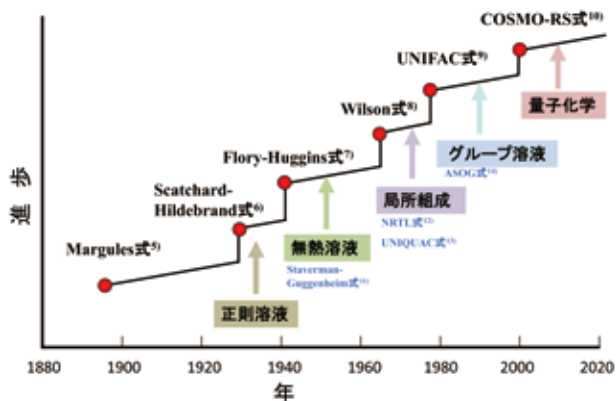 COSMO-RS式10)
UNIFAC式9)
量子化学
Wilson式8)
グループ溶液
ASOG式14)
Flory-Huggins式7)
局所組成
NRTL式12)
UNIQUAC式13)
Scatchard-
Hildebrand式6)
無熱溶液
Staverman-
Guggenheim式11)
Margules式5)
正則溶液
進歩
1880 1900 1920 1940 1960 1980 2000 2020
年